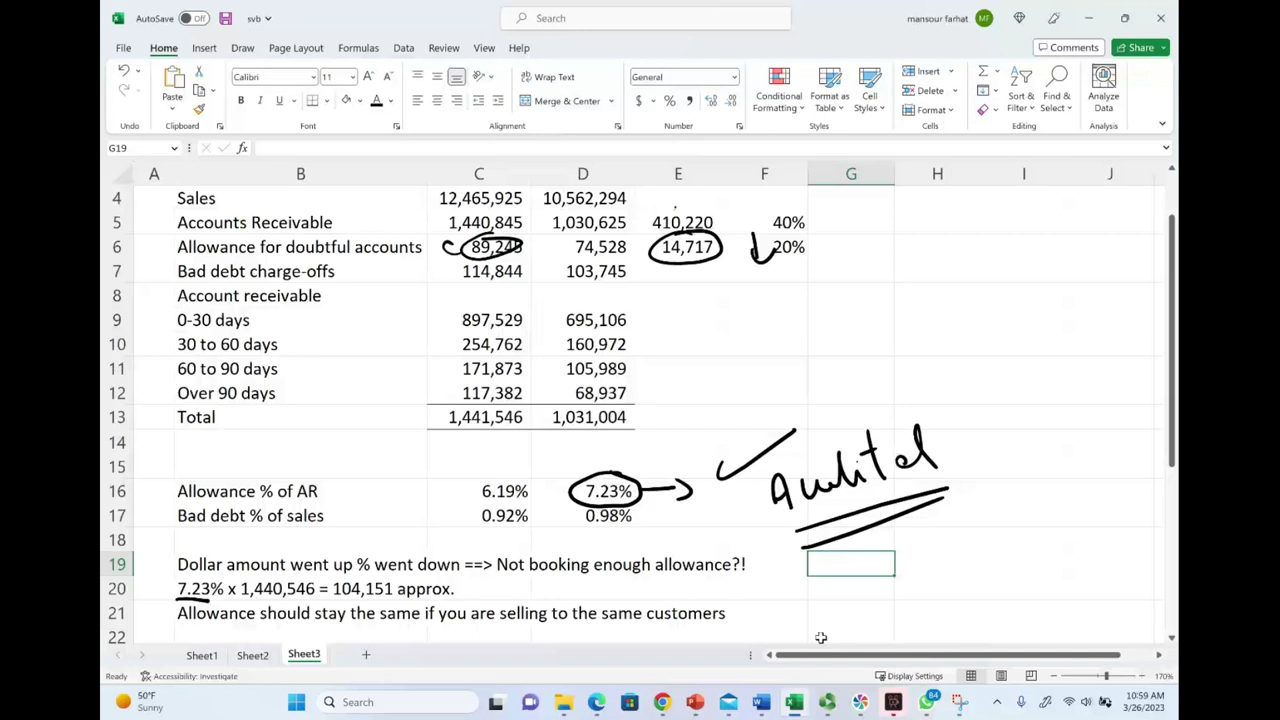 AutoSave Off svb Search mansour farhat MF
File Home Insert Draw Page Layout Formulas Data Review View Help Comments Share
Calibri 11 Wrap Text General Insert
Paste Merge & Center Conditional Formatting Format as Table Cell Styles Delete Format Sort & Filter Find & Select Analyze Data
Undo Clipboard Font Alignment Number Styles Cells Editing Analysis
G19 fx
A B C D E F G H I J
4 Sales 12,465,925 10,562,294
5 Accounts Receivable 1,440,845 1,030,625 410,220 40%
6 Allowance for doubtful accounts 89,245 74,528 14,717 20%
7 Bad debt charge-offs 114,844 103,745
8 Account receivable
9 0-30 days 897,529 695,106
10 30 to 60 days 254,762 160,972
11 60 to 90 days 171,873 105,989
12 Over 90 days 117,382 68,937
13 Total 1,441,546 1,031,004
14
15 Audited
16 Allowance % of AR 6.19% 7.23%
17 Bad debt % of sales 0.92% 0.98%
18
19 Dollar amount went up % went down ==> Not booking enough allowance?!
20 7.23% x 1,440,546 = 104,151 approx.
21 Allowance should stay the same if you are selling to the same customers
22
Sheet1 Sheet2 Sheet3
Ready Accessibility: Investigate Display Settings 170%
50°F Sunny Search 64 10:59 AM 3/26/2023